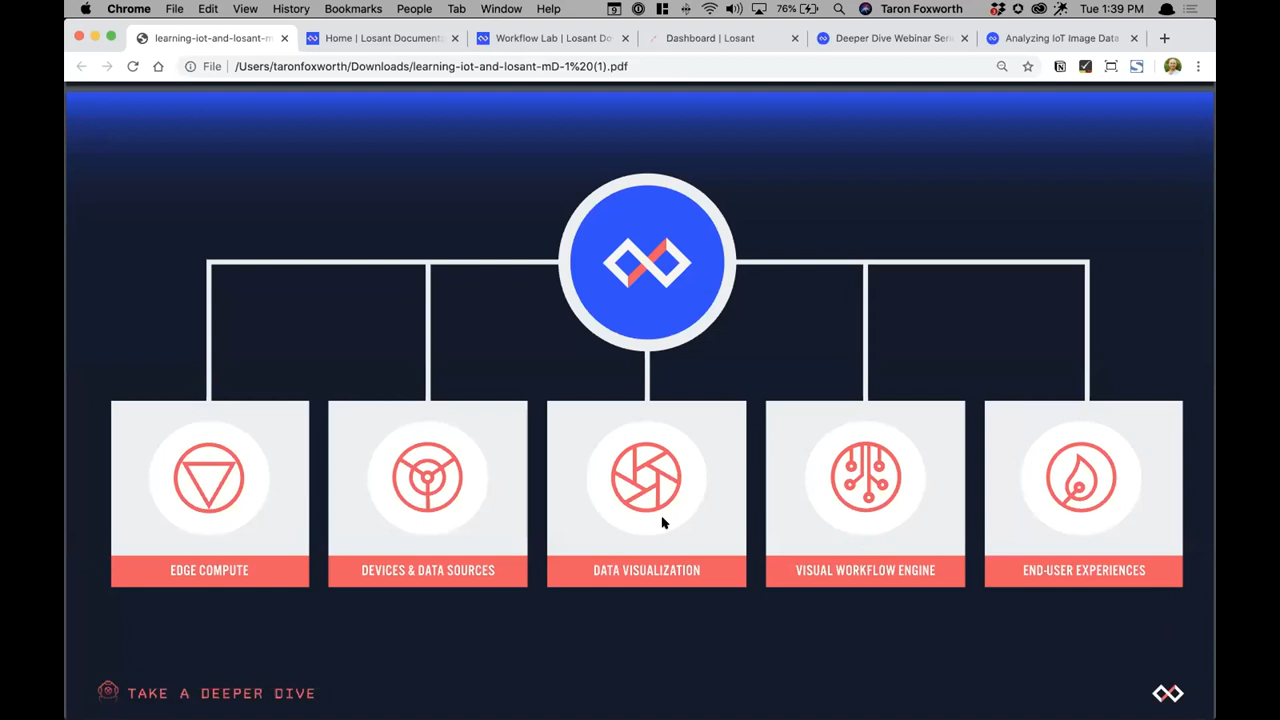 Chrome File Edit View History Bookmarks People Tab Window Help 9 76% Taron Foxworth Tue 1:39 PM
learning-iot-and-losant-m Home | Losant Documenta Workflow Lab | Losant Do Dashboard | Losant Deeper Dive Webinar Seri Analyzing IoT Image Data
File /Users/taronfoxworth/Downloads/learning-iot-and-losant-mD-1%20(1).pdf
EDGE COMPUTE
DEVICES & DATA SOURCES
DATA VISUALIZATION
VISUAL WORKFLOW ENGINE
END-USER EXPERIENCES
TAKE A DEEPER DIVE